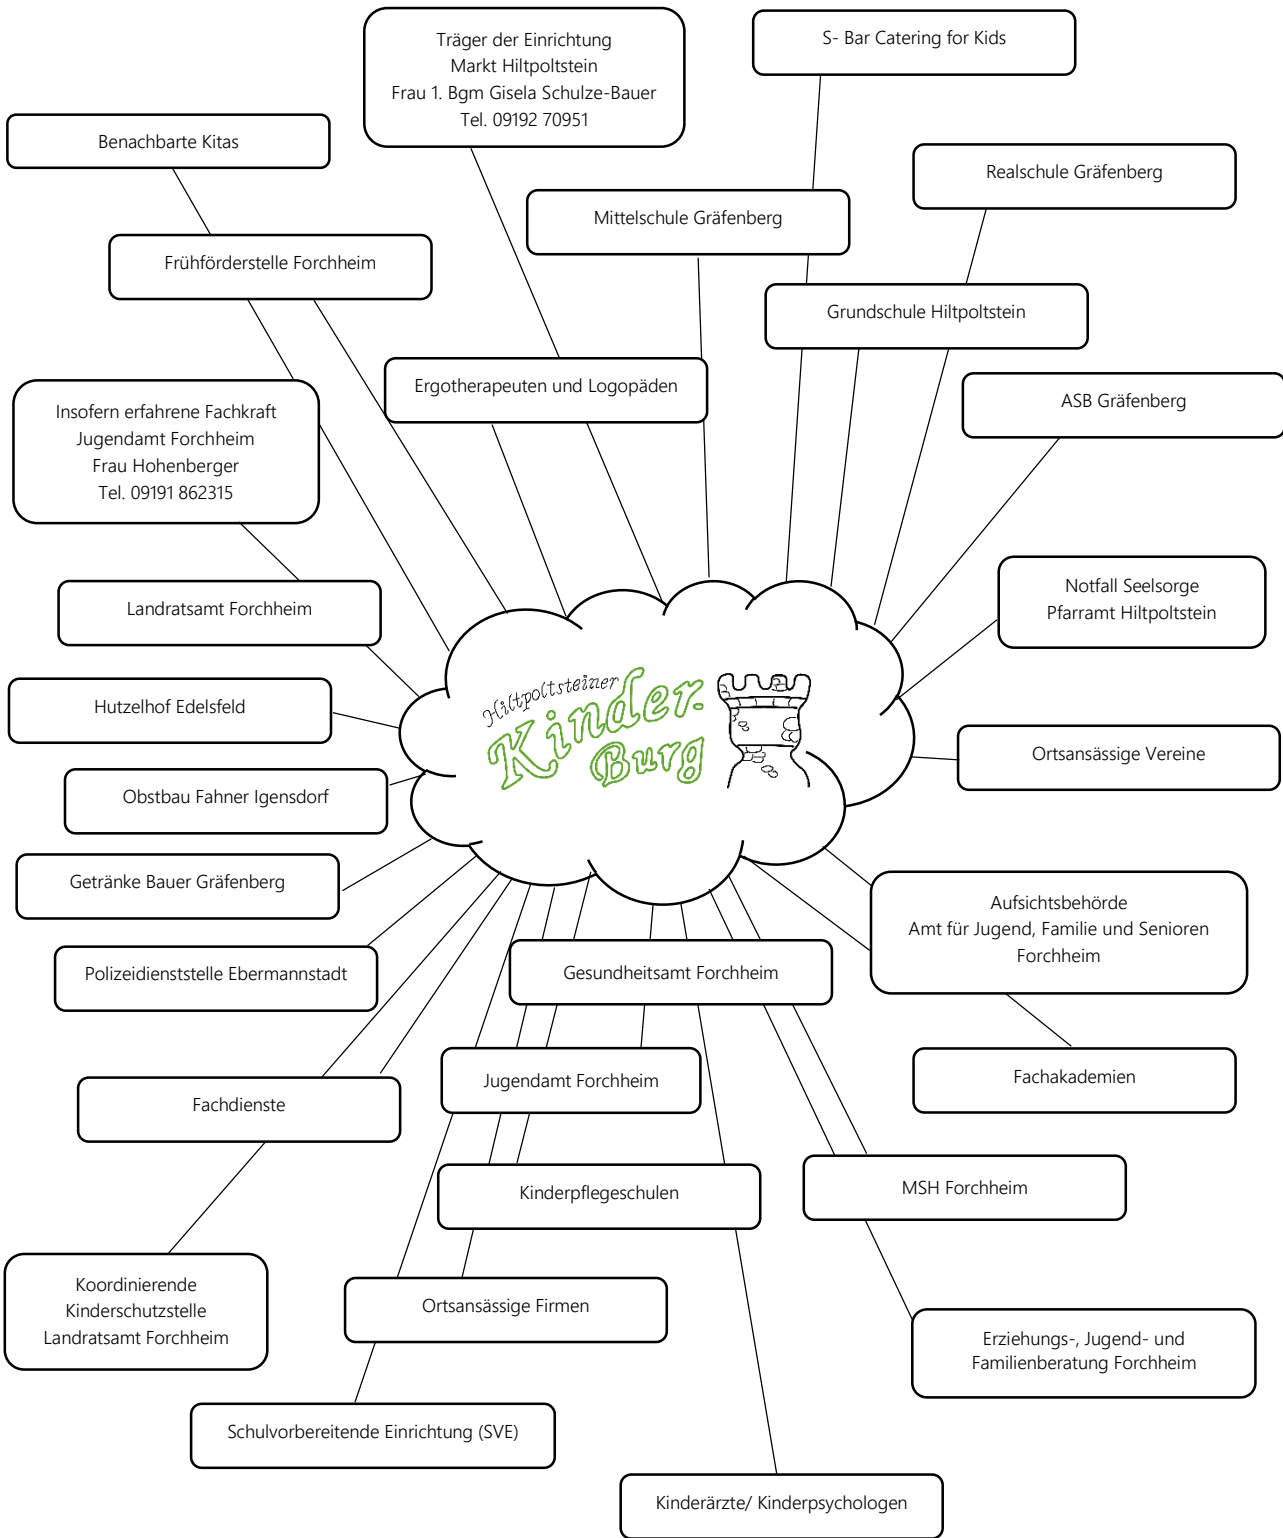 Träger der Einrichtung
Markt Hiltpoltstein
Frau 1. Bgm Gisela Schulze-Bauer
Tel. 09192 70951
S- Bar Catering for Kids
Benachbarte Kitas
Realschule Gräfenberg
Mittelschule Gräfenberg
Frühförderstelle Forchheim
Grundschule Hiltpoltstein
Ergotherapeuten und Logopäden
ASB Gräfenberg
Insofern erfahrene Fachkraft
Jugendamt Forchheim
Frau Hohenberger
Tel. 09191 862315
Landratsamt Forchheim
Notfall Seelsorge
Pfarramt Hiltpoltstein
Hutzelhof Edelsfeld
Hiltpoltsteiner
Kinder-
Burg
Ortsansässige Vereine
Obstbau Fahner Igensdorf
Getränke Bauer Gräfenberg
Aufsichtsbehörde
Amt für Jugend, Familie und Senioren
Forchheim
Polizeidienststelle Ebermannstadt
Gesundheitsamt Forchheim
Jugendamt Forchheim
Fachakademien
Fachdienste
Kinderpflegeschulen
MSH Forchheim
Koordinierende
Kinderschutzstelle
Landratsamt Forchheim
Ortsansässige Firmen
Erziehungs-, Jugend- und
Familienberatung Forchheim
Schulvorbereitende Einrichtung (SVE)
Kinderärzte/ Kinderpsychologen